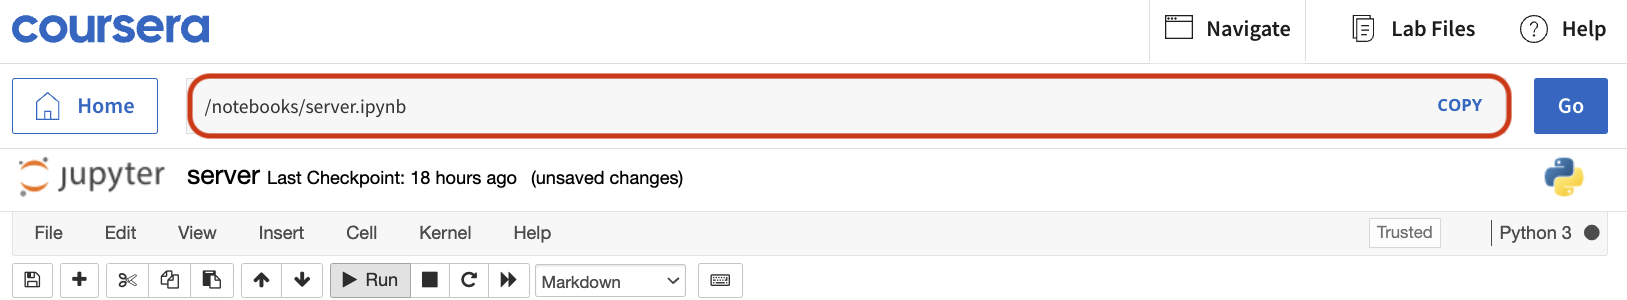 coursera
Navigate
Lab Files
Help
Home
/notebooks/server.ipynb
COPY
Go
jupyter server Last Checkpoint: 18 hours ago (unsaved changes)
File Edit View Insert Cell Kernel Help
Trusted
Python 3
Run
Markdown